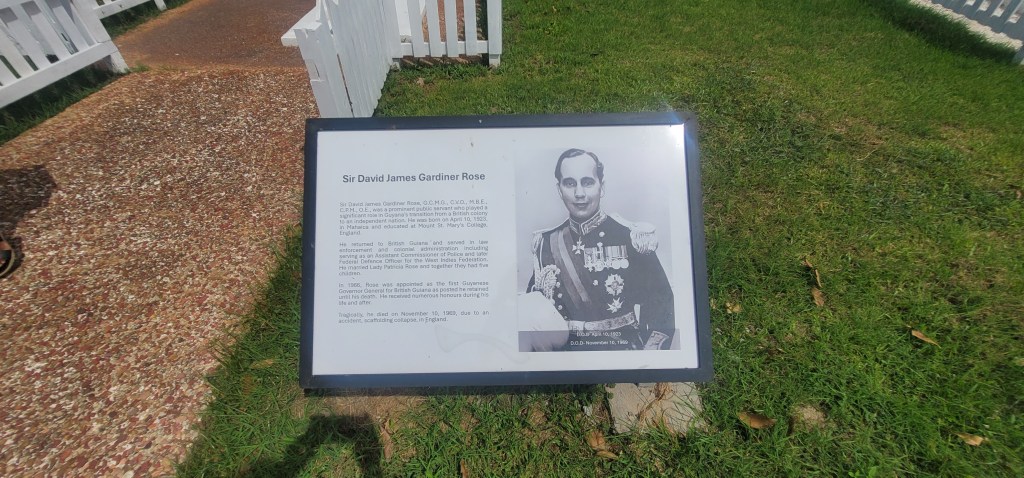 Sir David James Gardiner Rose
Sir David James Gardiner Rose, G.C.M.G., C.V.O., M.B.E.,
C.P.M., O.E., was a prominent public servant who played a
significant role in Guyana's transition from a British colony
to an independent nation. He was born on April 10, 1923,
in Mahaica and educated at Mount St. Mary's Collage,
England.
He returned to British Guiana and served in law
enforcement and colonial administration including
serving as an Assistant Commissioner of Police and later
Federal Defence Officer for the West Indies Federation.
He married Lady Patricia Rose and together they had five
children.
In 1966, Rose was appointed as the first Guyanese
Governor General for British Guiana as posted he retained
until his death. He received numerous honours during his
life and after.
Tragically, he died on November 10, 1969, due to an
accident, scaffolding collapse, in England.
D.O.B- April 10, 1923
D.O.D- November 10, 1969